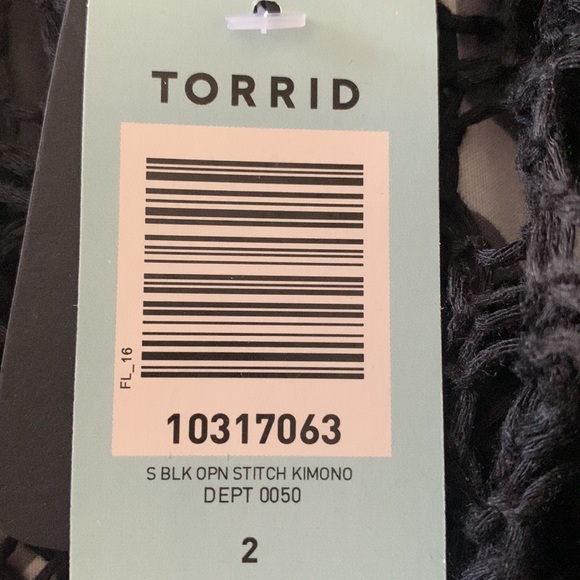 TORRID
FL_16
10317063
S BLK OPN STITCH KIMONO
DEPT 0050
2